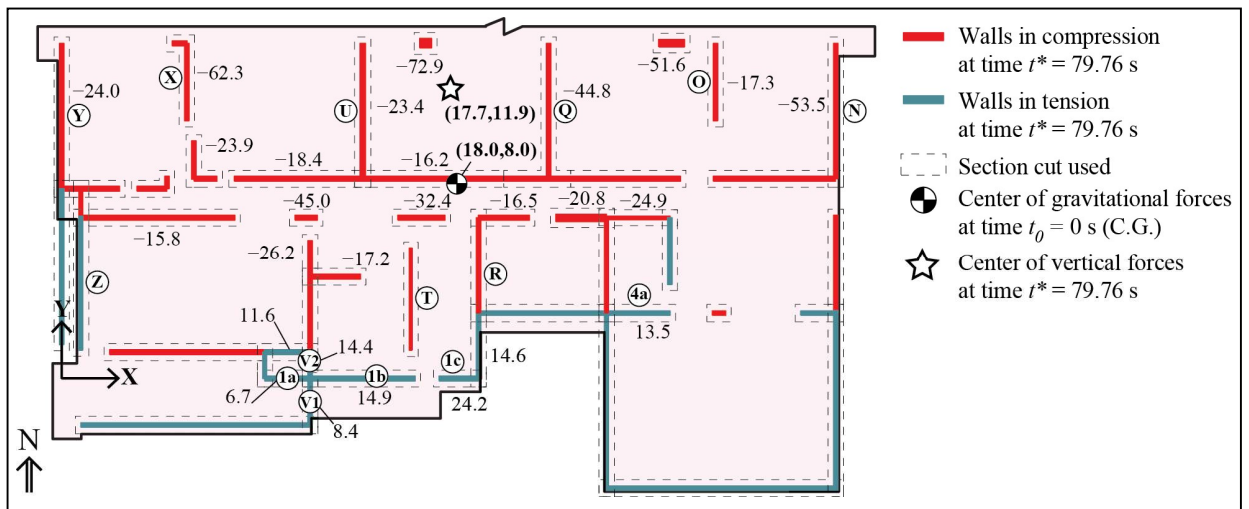 −24.0
X
−62.3
−72.9
−51.6
O
−17.3
Y
U
−23.4
(17.7,11.9)
−44.8
Q
−53.5
N
−23.9
−18.4
−16.2
(18.0,8.0)
−45.0
−32.4
−16.5
−20.8
−24.9
−15.8
−26.2
−17.2
Z
T
R
4a
Y
11.6
V2
14.4
1c
14.6
13.5
X
1a
1b
6.7
V1
14.9
24.2
8.4
N
Walls in compression
at time t* = 79.76 s
Walls in tension
at time t* = 79.76 s
Section cut used
Center of gravitational forces
at time t0 = 0 s (C.G.)
Center of vertical forces
at time t* = 79.76 s